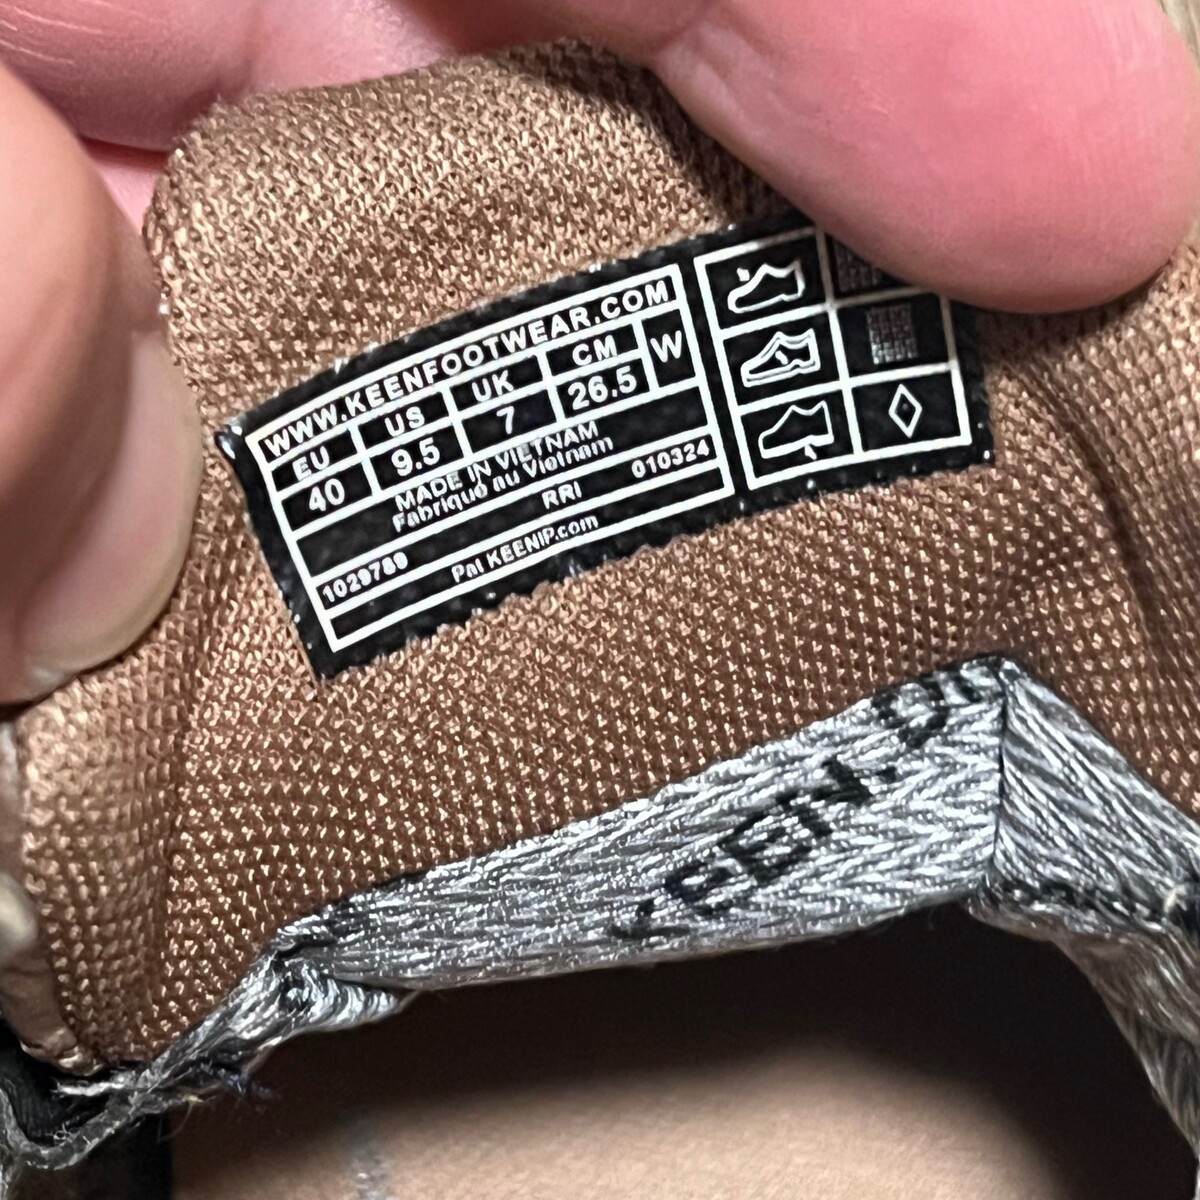 WWW.KEENFOOTWEAR.COM
EU US UK CM W
40 9.5 7 26.5
MADE IN VIETNAM
Fabriqué au Vietnam
RRI 010324
1029789
Pat KEENIP.com